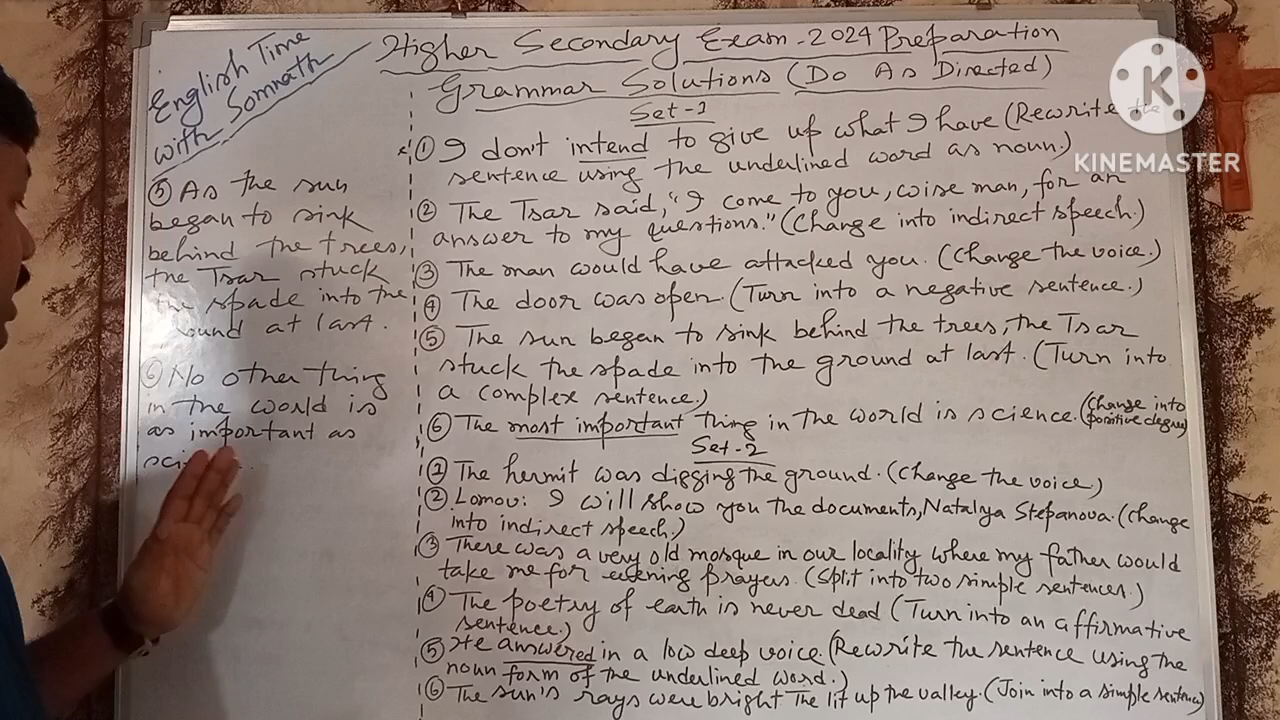 English Time
with Somnath
Higher Secondary Exam-2024 Preparation
Grammar Solutions (Do As Directed)
Set-1
① I don't intend to give up what I have (Rewrite the
sentence using the underlined word as noun.)
② The Tsar said, "I come to you, wise man, for an
answer to my questions." (Change into indirect speech.)
③ The man would have attacked you. (Change the voice.)
④ The door was open. (Turn into a negative sentence.)
⑤ The sun began to sink behind the trees, the Tsar
stuck the spade into the ground at last. (Turn into
a complex sentence.)
⑥ The most important thing in the world is science. (Change into
positive degree)
Set-2
① The hermit was digging the ground. (Change the voice)
② Lomov: I will show you the documents, Natalya Stepanova. (Change
into indirect speech.)
③ There was a very old mosque in our locality where my father would
take me for evening prayers. (Split into two simple sentences.)
④ The poetry of earth is never dead (Turn into an affirmative
sentence.)
⑤ He answered in a low deep voice. (Rewrite the sentence using the
noun form of the underlined word.)
⑥ The sun's rays were bright The lit up the valley. (Join into a simple sentence)
⑤ As the sun
began to sink
behind the trees,
the Tsar stuck
the spade into the
at last.
⑥ No other thing
in the world is
as important as
K
KINEMASTER